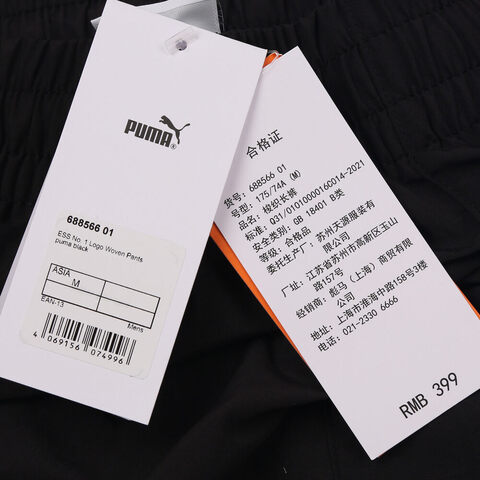 PUMA
688566 01
ESS No. 1 Logo Woven Pants
puma black
ASIA
M
EAN-13
Mens
4 069156 074996
合格证
货号: 688566 01
号型: 175/74A (M)
品名: 梭织长裤
标准: Q31/0101000016C014-2021
安全类别: GB 18401 B类
等级: 合格品
委托生产厂: 苏州天源服装有
限公司
厂址: 江苏省苏州高新区玉山
路157号
经销商: 彪马(上海)商贸有限
公司
地址: 上海市淮海中路158号3楼
电话: 021-2330 6666
RMB 399